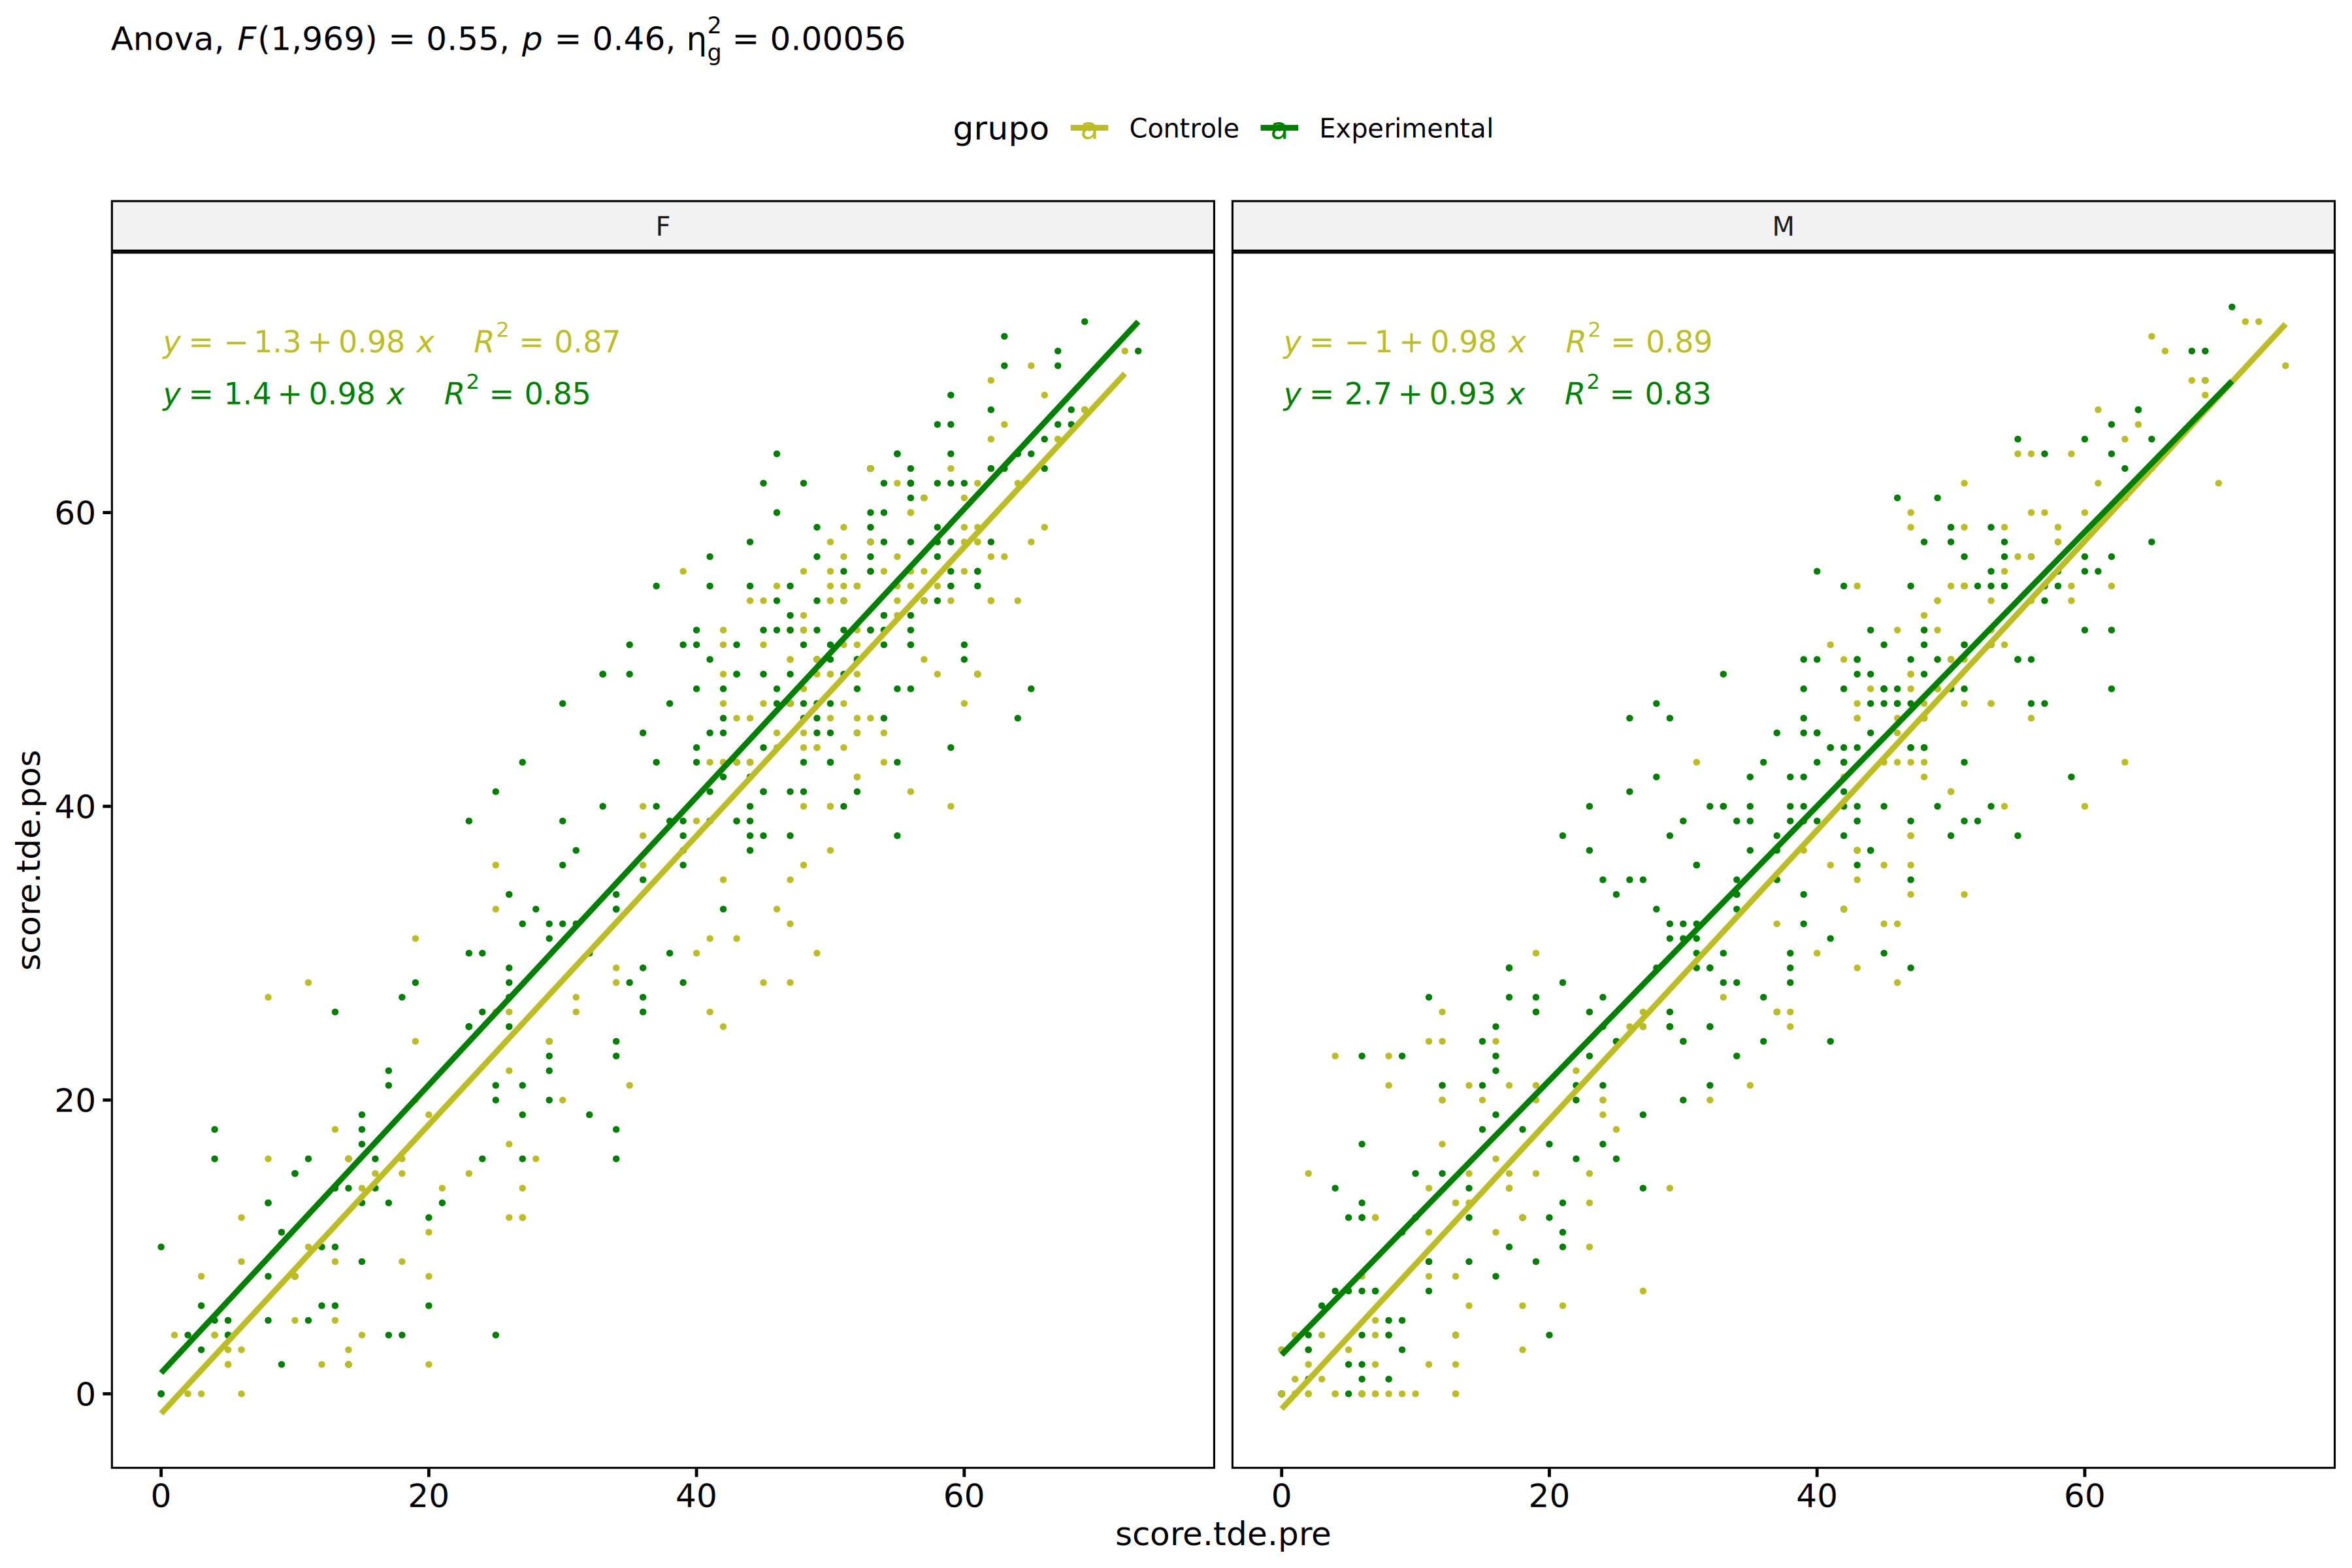 Anova, F(1,969) = 0.55, p = 0.46, η²g = 0.00056
grupo a Controle a Experimental
F
M
y = −1.3 + 0.98 x R² = 0.87
y = 1.4 + 0.98 x R² = 0.85
y = −1 + 0.98 x R² = 0.89
y = 2.7 + 0.93 x R² = 0.83
score.tde.pos
60
40
20
0
0 20 40 60
0 20 40 60
score.tde.pre